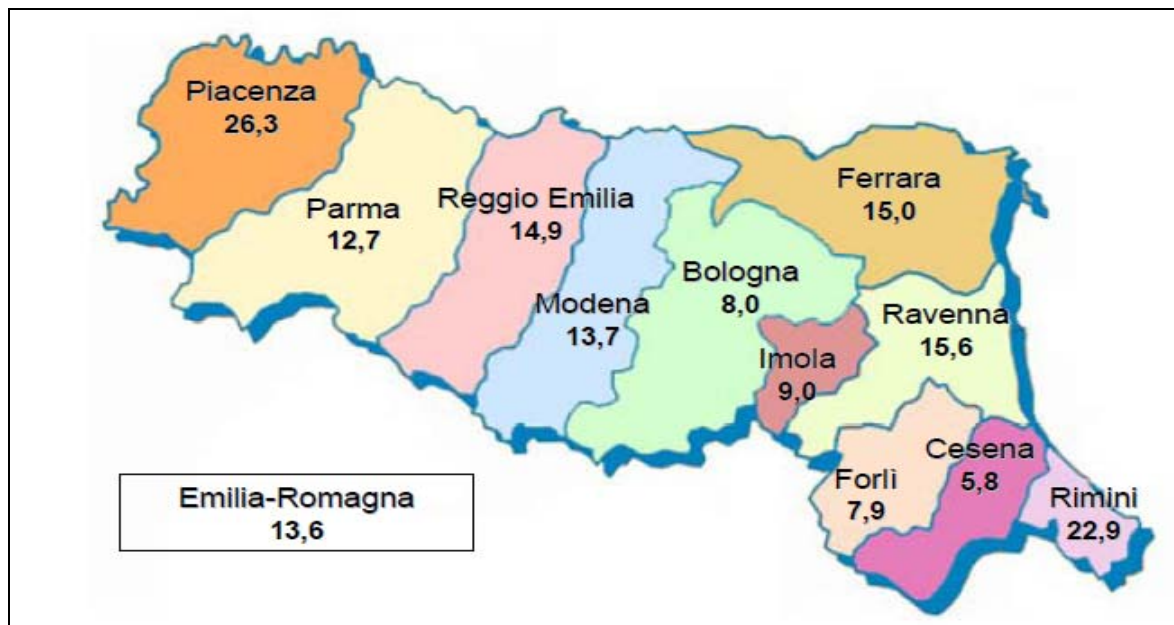 Piacenza
26,3
Parma
12,7
Reggio Emilia
14,9
Modena
13,7
Bologna
8,0
Ferrara
15,0
Imola
9,0
Ravenna
15,6
Forlì
7,9
Cesena
5,8
Rimini
22,9
Emilia-Romagna
13,6